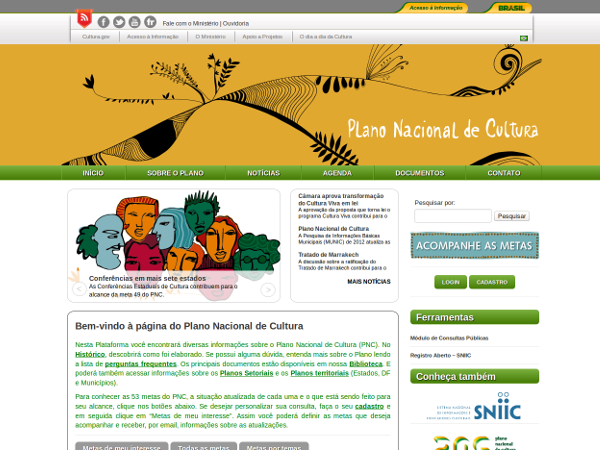 Acesso à Informação
BRASIL
Fale com o Ministério | Ouvidoria
Cultura.gov
Acesso à Informação
O Ministério
Apoio a Projetos
O dia a dia da Cultura
Plano Nacional de Cultura
INÍCIO
SOBRE O PLANO
NOTÍCIAS
AGENDA
DOCUMENTOS
CONTATO
Conferências em mais sete estados
As Conferências Estaduais de Cultura contribuem para o
alcance da meta 49 do PNC.
Câmara aprova transformação
do Cultura Viva em lei
A aprovação da proposta que torna lei o
programa Cultura Viva contribui para o
Plano Nacional de Cultura
A Pesquisa de Informações Básicas
Municipais (MUNIC) de 2012 atualiza as
Tratado de Marrakech
A discussão sobre a ratificação do
Tratado de Marrakech contribui para o
MAIS NOTÍCIAS
Pesquisar por:
Pesquisar
ACOMPANHE AS METAS
LOGIN
CADASTRO
Ferramentas
Módulo de Consultas Públicas
Registro Aberto – SNIIC
Conheça também
SNIIC
plano
nacional
de cultura
Bem-vindo à página do Plano Nacional de Cultura
Nesta Plataforma você encontrará diversas informações sobre o Plano Nacional de Cultura (PNC). No
Histórico, descobrirá como foi elaborado. Se possui alguma dúvida, entenda mais sobre o Plano lendo
a lista de perguntas frequentes. Os principais documentos estão disponíveis em nossa Biblioteca. E
poderá também acessar informações sobre os Planos Setoriais e os Planos territoriais (Estados, DF
e Municípios).
Para conhecer as 53 metas do PNC, a situação atualizada de cada uma e o que está sendo feito para
seu alcance, clique nos botões abaixo. Se desejar personalizar sua consulta, faça o seu cadastro e
em seguida clique em “Metas de meu interesse”. Assim você poderá definir as metas que deseja
acompanhar e receber, por email, informações sobre as atualizações.
Metas de meu interesse
Todas as metas
Metas por temas